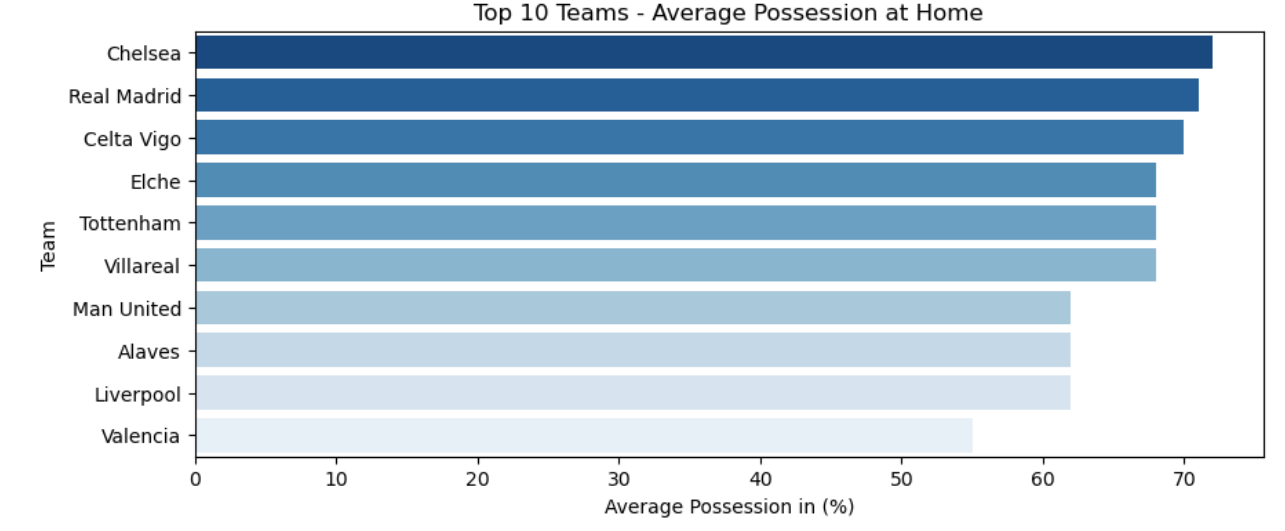 Top 10 Teams - Average Possession at Home
Team
Chelsea
Real Madrid
Celta Vigo
Elche
Tottenham
Villareal
Man United
Alaves
Liverpool
Valencia
0 10 20 30 40 50 60 70
Average Possession in (%)